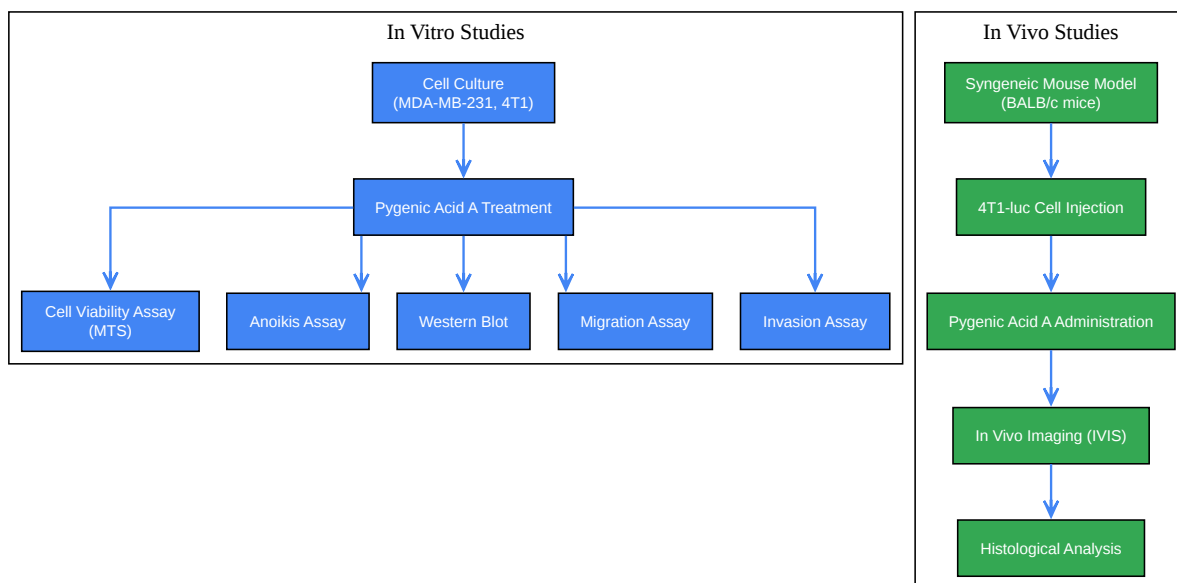 In Vitro Studies
Cell Culture
(MDA-MB-231, 4T1)
Pygenic Acid A Treatment
Cell Viability Assay
(MTS)
Anoikis Assay
Western Blot
Migration Assay
Invasion Assay
In Vivo Studies
Syngeneic Mouse Model
(BALB/c mice)
4T1-luc Cell Injection
Pygenic Acid A Administration
In Vivo Imaging (IVIS)
Histological Analysis